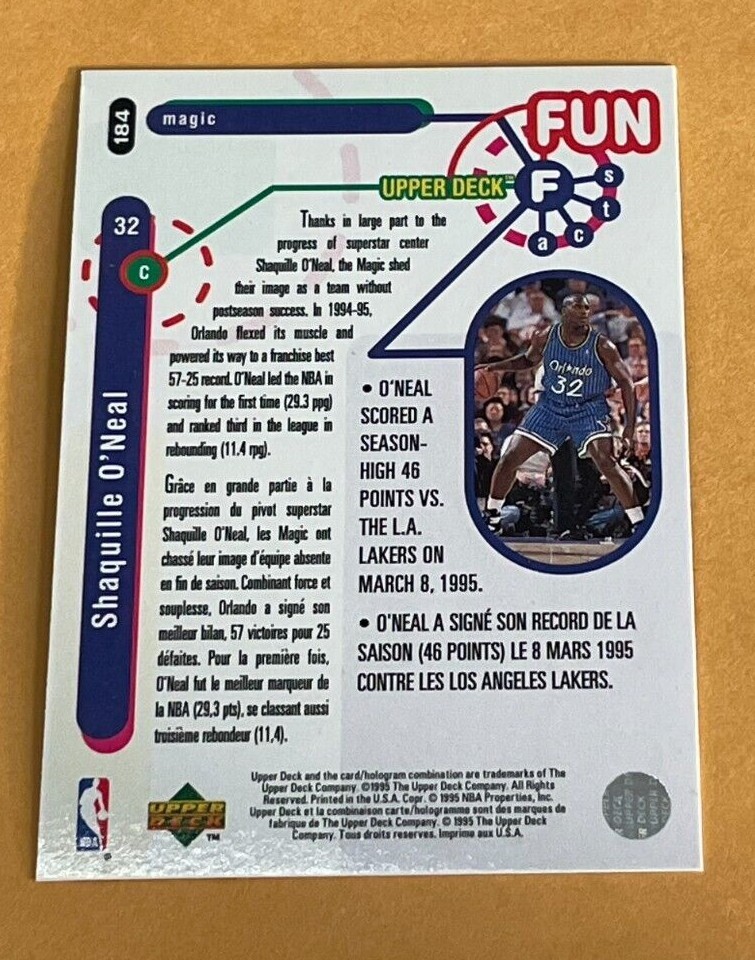 184
magic
FUN
UPPER DECK™
F
a
c
t
s
32
C
Shaquille O'Neal
Thanks in large part to the
progress of superstar center
Shaquille O'Neal, the Magic shed
their image as a team without
postseason success. In 1994-95,
Orlando flexed its muscle and
powered its way to a franchise best
57-25 record. O'Neal led the NBA in
scoring for the first time (29.3 ppg)
and ranked third in the league in
rebounding (11.4 rpg).
Grâce en grande partie à la
progression du pivot superstar
Shaquille O'Neal, les Magic ont
chassé leur image d'équipe absente
en fin de saison. Combinant force et
souplesse, Orlando a signé son
meilleur bilan, 57 victoires pour 25
défaites. Pour la première fois,
O'Neal fut le meilleur marqueur de
la NBA (29,3 pts), se classant aussi
troisième rebondeur (11,4).
Orlando
32
• O'NEAL
SCORED A
SEASON-
HIGH 46
POINTS VS.
THE L.A.
LAKERS ON
MARCH 8, 1995.
• O'NEAL A SIGNÉ SON RECORD DE LA
SAISON (46 POINTS) LE 8 MARS 1995
CONTRE LES LOS ANGELES LAKERS.
NBA
®
UPPER
DECK
™
Upper Deck and the card/hologram combination are trademarks of The
Upper Deck Company. ©1995 The Upper Deck Company. All Rights
Reserved. Printed in the U.S.A. Copr. © 1995 NBA Properties, Inc.
Upper Deck et la combinaison carte/hologramme sont des marques de
fabrique de The Upper Deck Company. © 1995 The Upper Deck
Company. Tous droits reserves. Imprime aux U.S.A.